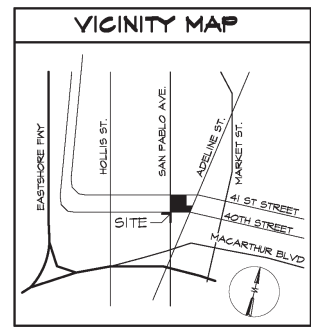 VICINITY MAP
EASTSHORE FWY
HOLLIS ST.
SAN PABLO AVE.
ADELINE ST.
MARKET ST.
41 ST STREET
40TH STREET
SITE
MACARTHUR BLVD